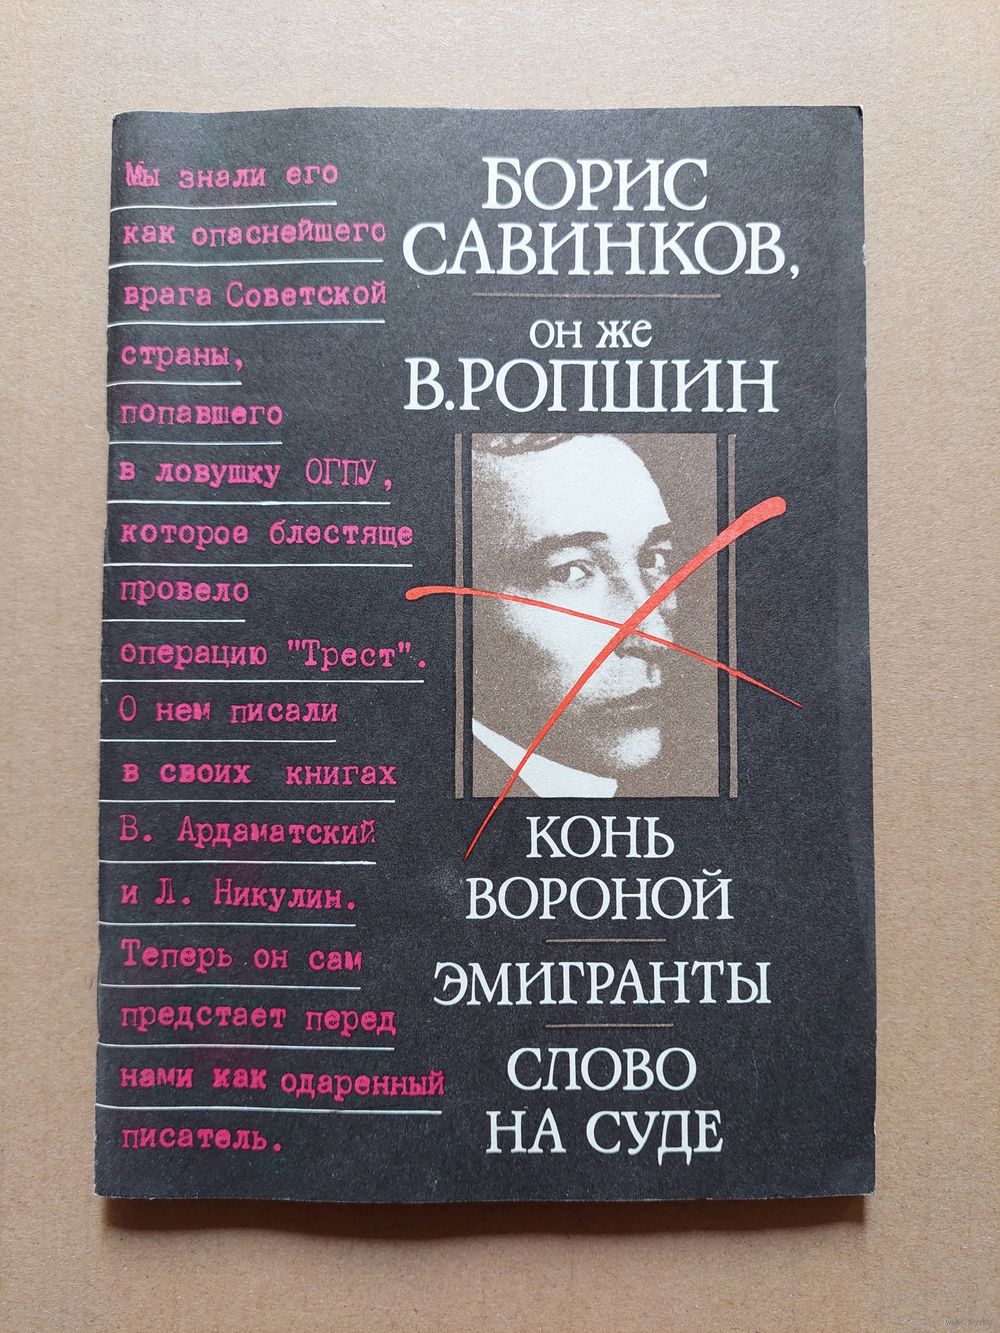 Мы знали его
как опаснейшего
врага Советской
страны,
попавшего
в ловушку ОГПУ,
которое блестяще
провело
операцию "Трест".
О нем писали
в своих книгах
В. Ардаматский
и Л. Никулин.
Теперь он сам
предстает перед
нами как одаренный
писатель.
БОРИС
САВИНКОВ,
ОН ЖЕ
В.РОПШИН
КОНЬ
ВОРОНОЙ
ЭМИГРАНТЫ
СЛОВО
НА СУДЕ